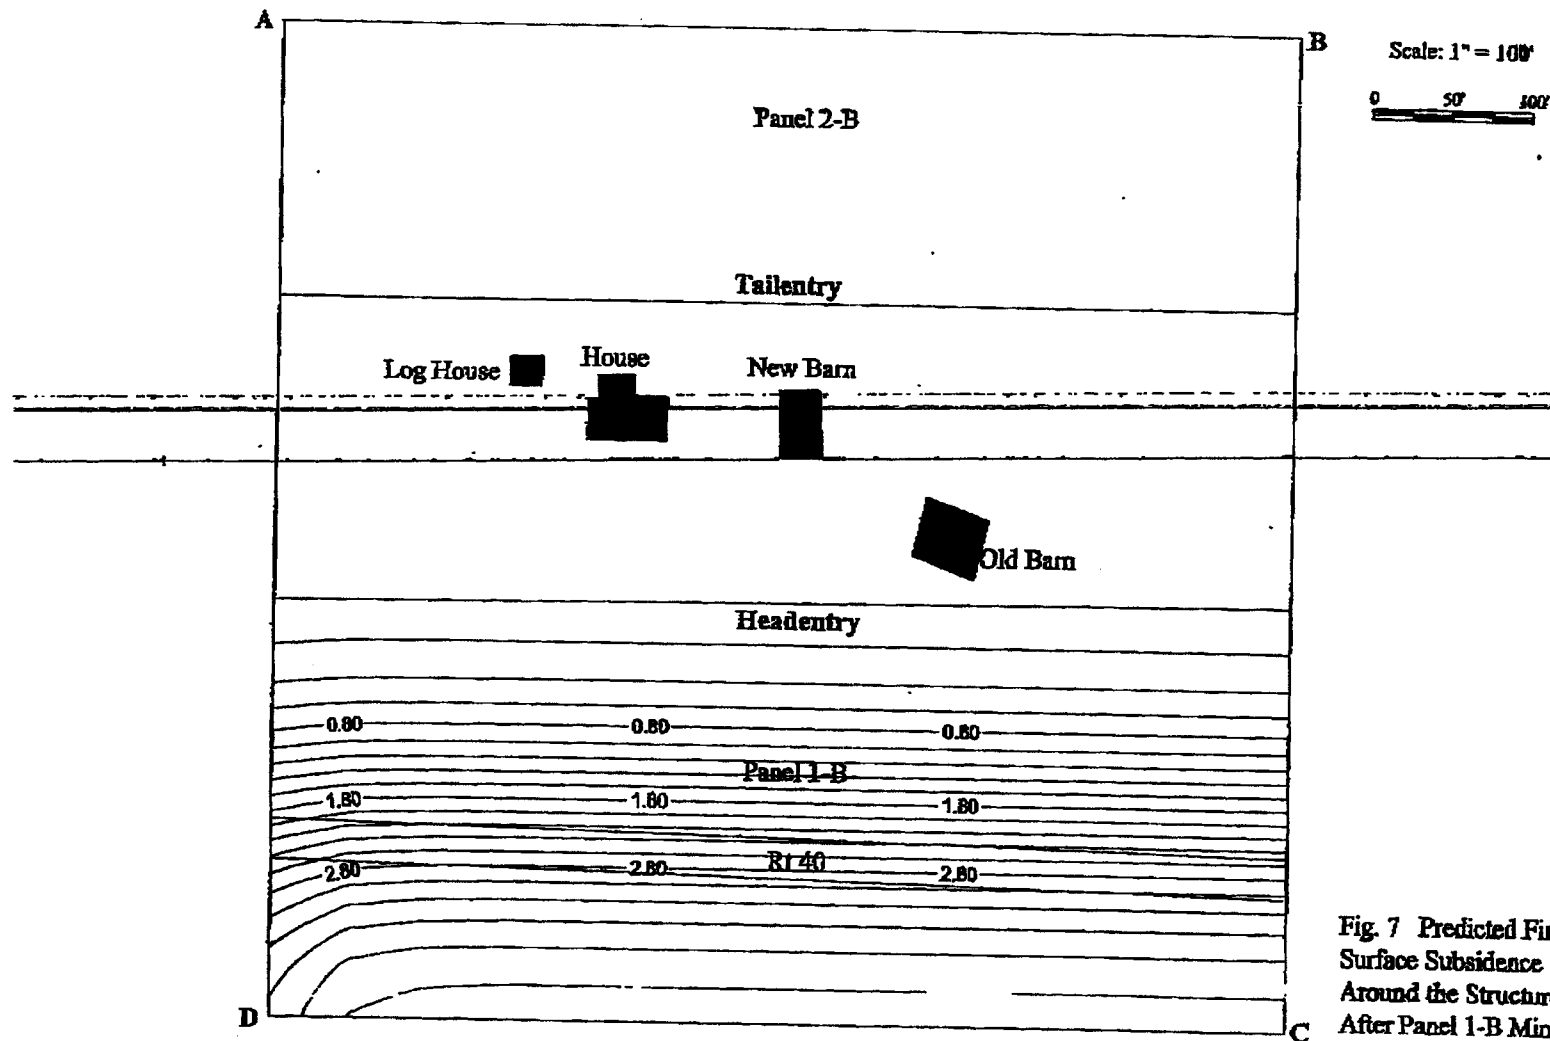 A
B
Scale: 1" = 100'
0 50' 100'
Panel 2-B
Tailentry
Log House
House
New Barn
Old Barn
Headentry
0.80 0.80 0.80
Panel 1-B
1.80 1.80 1.80
Rt 40
2.80 2.80 2.80
Fig. 7 Predicted
Surface Subsidence
Around the
After Panel 1-B
D
C